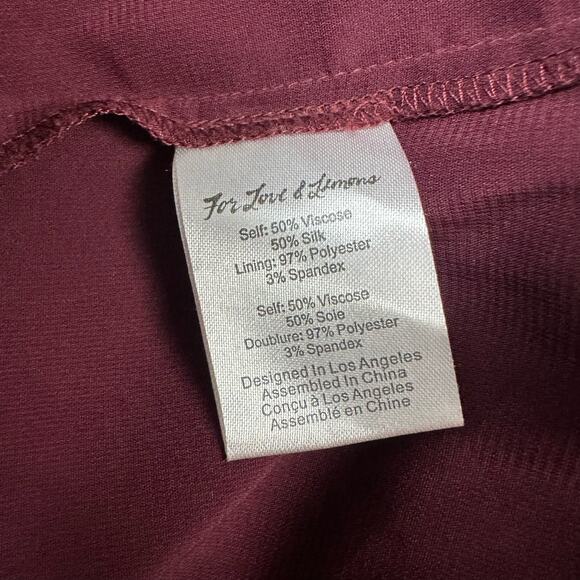 For Love & Lemons
Self: 50% Viscose
50% Silk
Lining: 97% Polyester
3% Spandex
Self: 50% Viscose
50% Soie
Doublure: 97% Polyester
3% Spandex
Designed In Los Angeles
Assembled In China
Conçu à Los Angeles
Assemblé en Chine